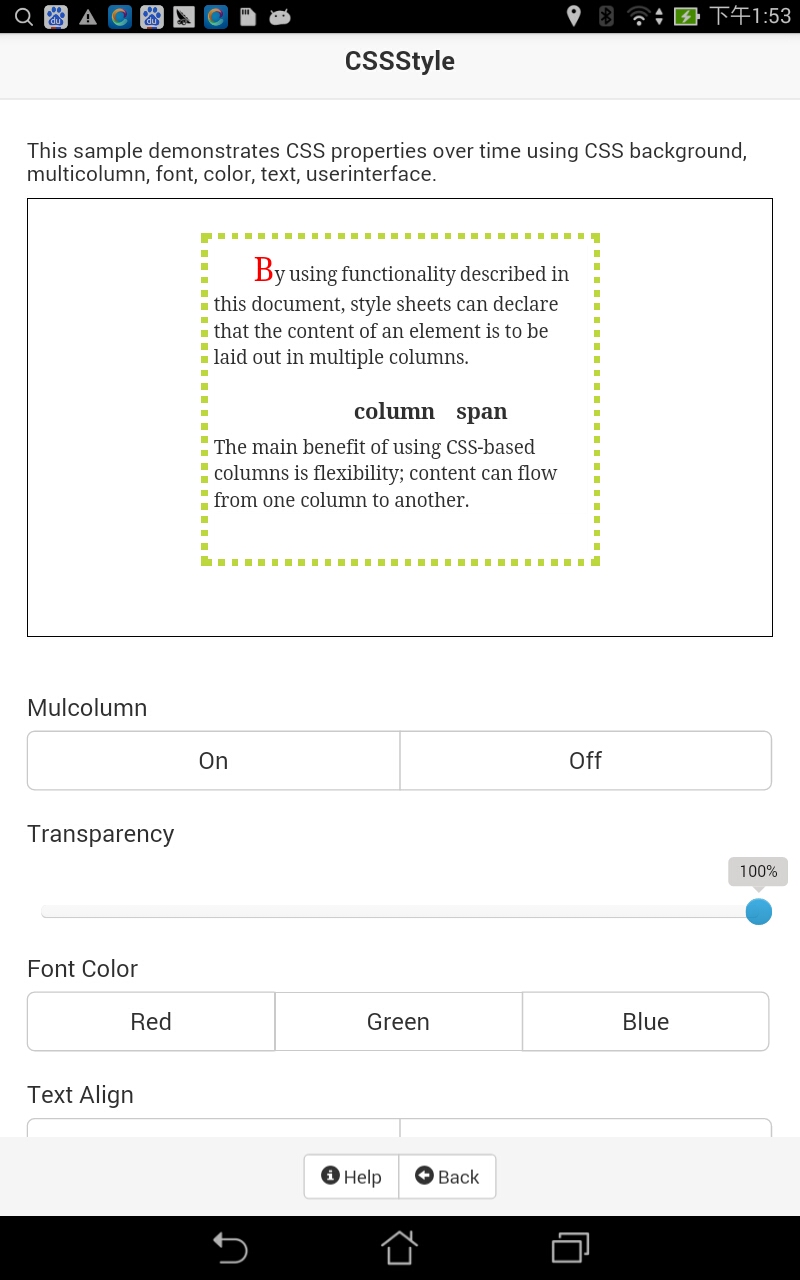 下午1:53
CSSStyle
This sample demonstrates CSS properties over time using CSS background,
multicolumn, font, color, text, userinterface.
By using functionality described in
this document, style sheets can declare
that the content of an element is to be
laid out in multiple columns.
column span
The main benefit of using CSS-based
columns is flexibility; content can flow
from one column to another.
Mulcolumn
On Off
Transparency
100%
Font Color
Red Green Blue
Text Align
Help Back